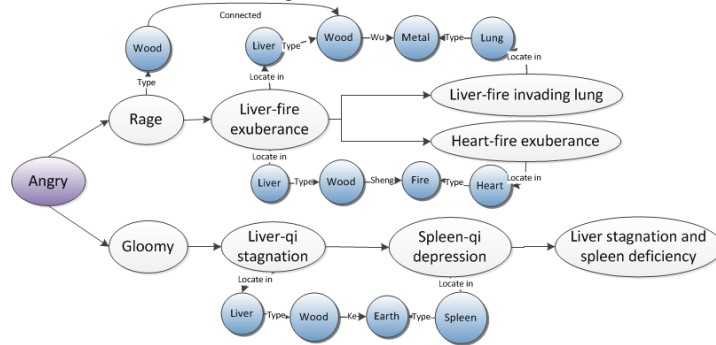 Connected
Wood
Liver
Type
Wood
Wu
Metal
Type
Lung
Type
Locate in
Locate in
Rage
Liver-fire
exuberance
Liver-fire invading lung
Heart-fire exuberance
Locate in
Locate in
Angry
Liver
Type
Wood
Sheng
Fire
Type
Heart
Gloomy
Liver-qi
stagnation
Spleen-qi
depression
Liver stagnation and
spleen deficiency
Locate in
Locate in
Liver
Type
Wood
Ke
Earth
Type
Spleen